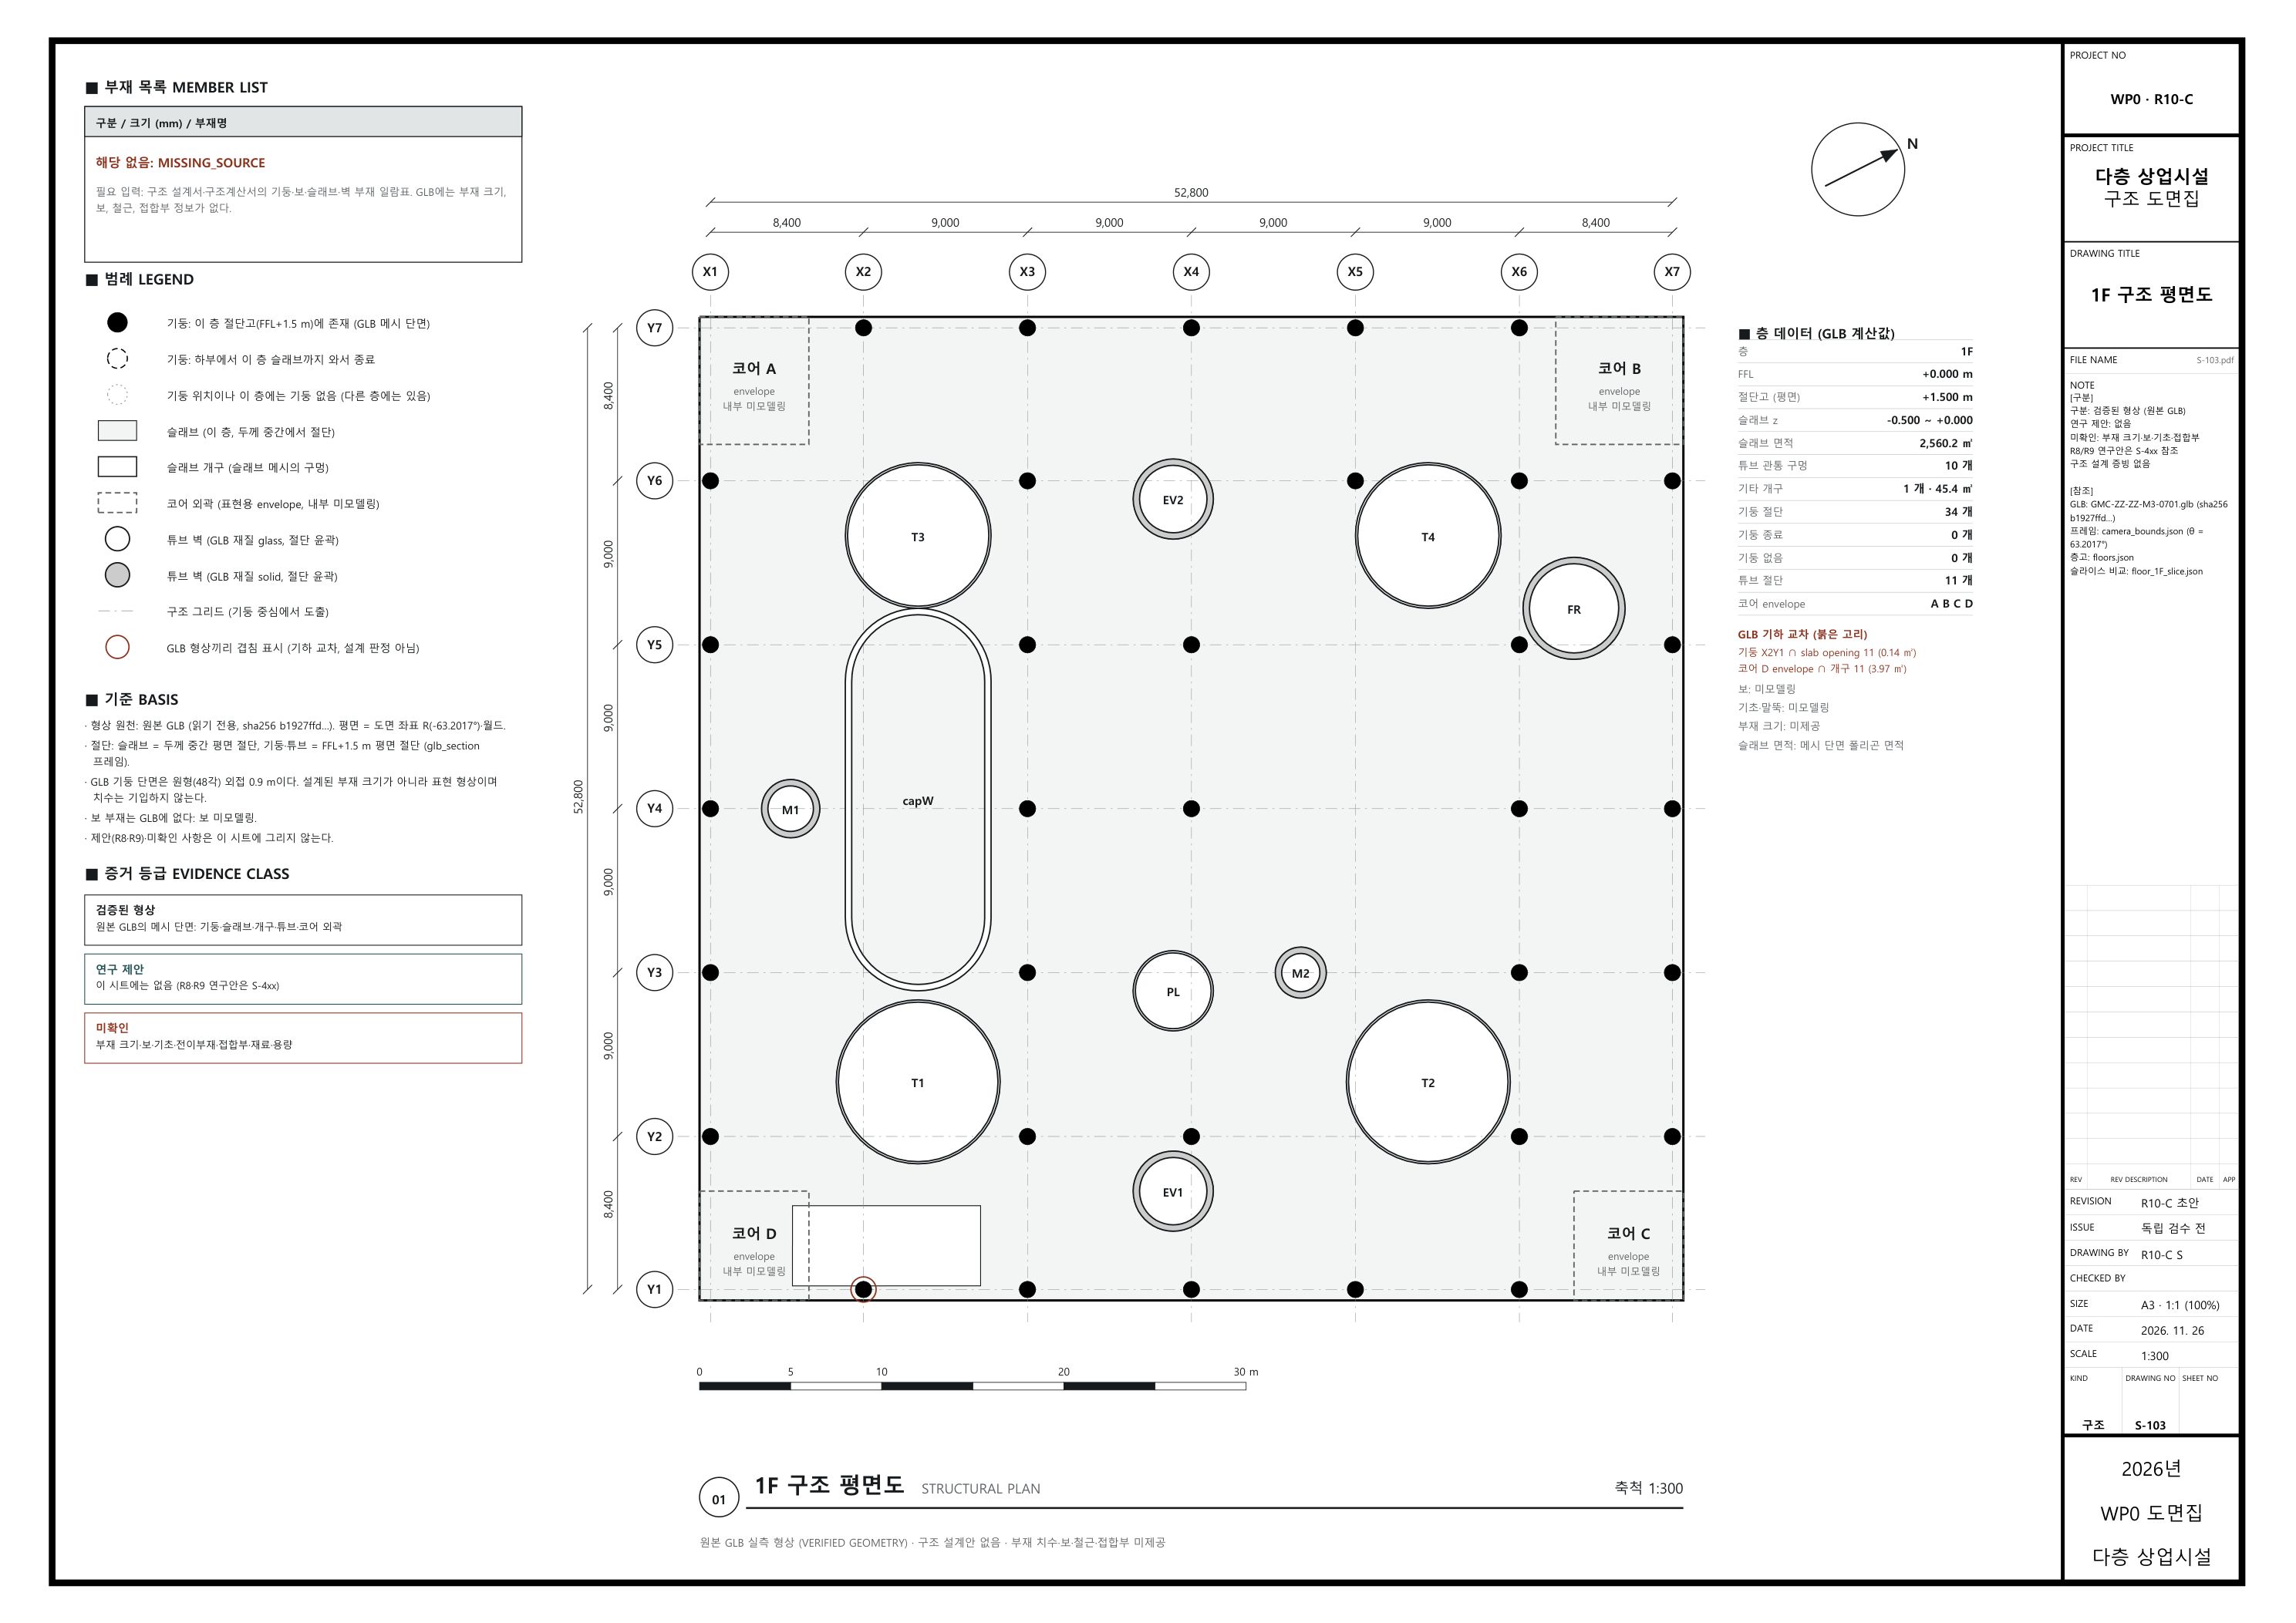 ■ 부재 목록 MEMBER LIST
구분 / 크기 (mm) / 부재명
해당 없음: MISSING_SOURCE
필요 입력: 구조 설계서·구조계산서의 기둥·보·슬래브·벽 부재 일람표. GLB에는 부재 크기,
보, 철근, 접합부 정보가 없다.
■ 범례 LEGEND
기둥: 이 층 절단고(FFL+1.5 m)에 존재 (GLB 메시 단면)
기둥: 하부에서 이 층 슬래브까지 와서 종료
기둥 위치이나 이 층에는 기둥 없음 (다른 층에는 있음)
슬래브 (이 층, 두께 중간에서 절단)
슬래브 개구 (슬래브 메시의 구멍)
코어 외곽 (표현용 envelope, 내부 미모델링)
튜브 벽 (GLB 재질 glass, 절단 윤곽)
튜브 벽 (GLB 재질 solid, 절단 윤곽)
구조 그리드 (기둥 중심에서 도출)
GLB 형상끼리 겹침 표시 (기하 교차, 설계 판정 아님)
■ 기준 BASIS
· 형상 원천: 원본 GLB (읽기 전용, sha256 b1927ffd…). 평면 = 도면 좌표 R(-63.2017°)·월드.
· 절단: 슬래브 = 두께 중간 평면 절단, 기둥·튜브 = FFL+1.5 m 평면 절단 (glb_section
프레임).
· GLB 기둥 단면은 원형(48각) 외접 0.9 m이다. 설계된 부재 크기가 아니라 표현 형상이며
치수는 기입하지 않는다.
· 보 부재는 GLB에 없다: 보 미모델링.
· 제안(R8·R9)·미확인 사항은 이 시트에 그리지 않는다.
■ 증거 등급 EVIDENCE CLASS
검증된 형상
원본 GLB의 메시 단면: 기둥·슬래브·개구·튜브·코어 외곽
연구 제안
이 시트에는 없음 (R8·R9 연구안은 S-4xx)
미확인
부재 크기·보·기초·전이부재·접합부·재료·용량
52,800
8,400
9,000
9,000
9,000
9,000
8,400
X1
X2
X3
X4
X5
X6
X7
Y7
Y6
Y5
Y4
Y3
Y2
Y1
8,400
9,000
9,000
9,000
9,000
8,400
52,800
코어 A
envelope
내부 미모델링
코어 B
envelope
내부 미모델링
T3
EV2
T4
FR
M1
capW
PL
M2
T1
T2
EV1
코어 D
envelope
내부 미모델링
코어 C
envelope
내부 미모델링
0
5
10
20
30 m
01
1F 구조 평면도 STRUCTURAL PLAN
축척 1:300
원본 GLB 실측 형상 (VERIFIED GEOMETRY) · 구조 설계안 없음 · 부재 치수·보·철근·접합부 미제공
N
■ 층 데이터 (GLB 계산값)
층 1F
FFL +0.000 m
절단고 (평면) +1.500 m
슬래브 z -0.500 ~ +0.000
슬래브 면적 2,560.2 ㎡
튜브 관통 구멍 10 개
기타 개구 1 개 · 45.4 ㎡
기둥 절단 34 개
기둥 종료 0 개
기둥 없음 0 개
튜브 절단 11 개
코어 envelope A B C D
GLB 기하 교차 (붉은 고리)
기둥 X2Y1 ∩ slab opening 11 (0.14 ㎡)
코어 D envelope ∩ 개구 11 (3.97 ㎡)
보: 미모델링
기초·말뚝: 미모델링
부재 크기: 미제공
슬래브 면적: 메시 단면 폴리곤 면적
PROJECT NO
WP0 · R10-C
PROJECT TITLE
다층 상업시설
구조 도면집
DRAWING TITLE
1F 구조 평면도
FILE NAME S-103.pdf
NOTE
[구분]
구분: 검증된 형상 (원본 GLB)
연구 제안: 없음
미확인: 부재 크기·보·기초·접합부
R8/R9 연구안은 S-4xx 참조
구조 설계 증빙 없음
[참조]
GLB: GMC-ZZ-ZZ-M3-0701.glb (sha256
b1927ffd…)
프레임: camera_bounds.json (θ =
63.2017°)
층고: floors.json
슬라이스 비교: floor_1F_slice.json
REV REV DESCRIPTION DATE APP
REVISION R10-C 초안
ISSUE 독립 검수 전
DRAWING BY R10-C S
CHECKED BY
SIZE A3 · 1:1 (100%)
DATE 2026. 11. 26
SCALE 1:300
KIND DRAWING NO SHEET NO
구조 S-103
2026년
WP0 도면집
다층 상업시설